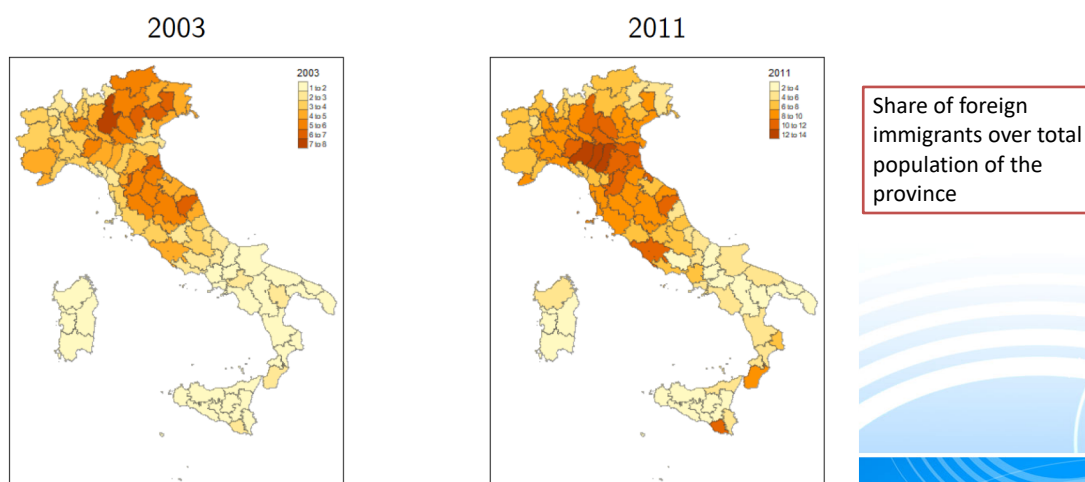 2003
2011
2003
1 to 2
2 to 3
3 to 4
4 to 5
5 to 6
6 to 7
7 to 8
2011
2 to 4
4 to 6
6 to 8
8 to 10
10 to 12
12 to 14
Share of foreign
immigrants over total
population of the
province